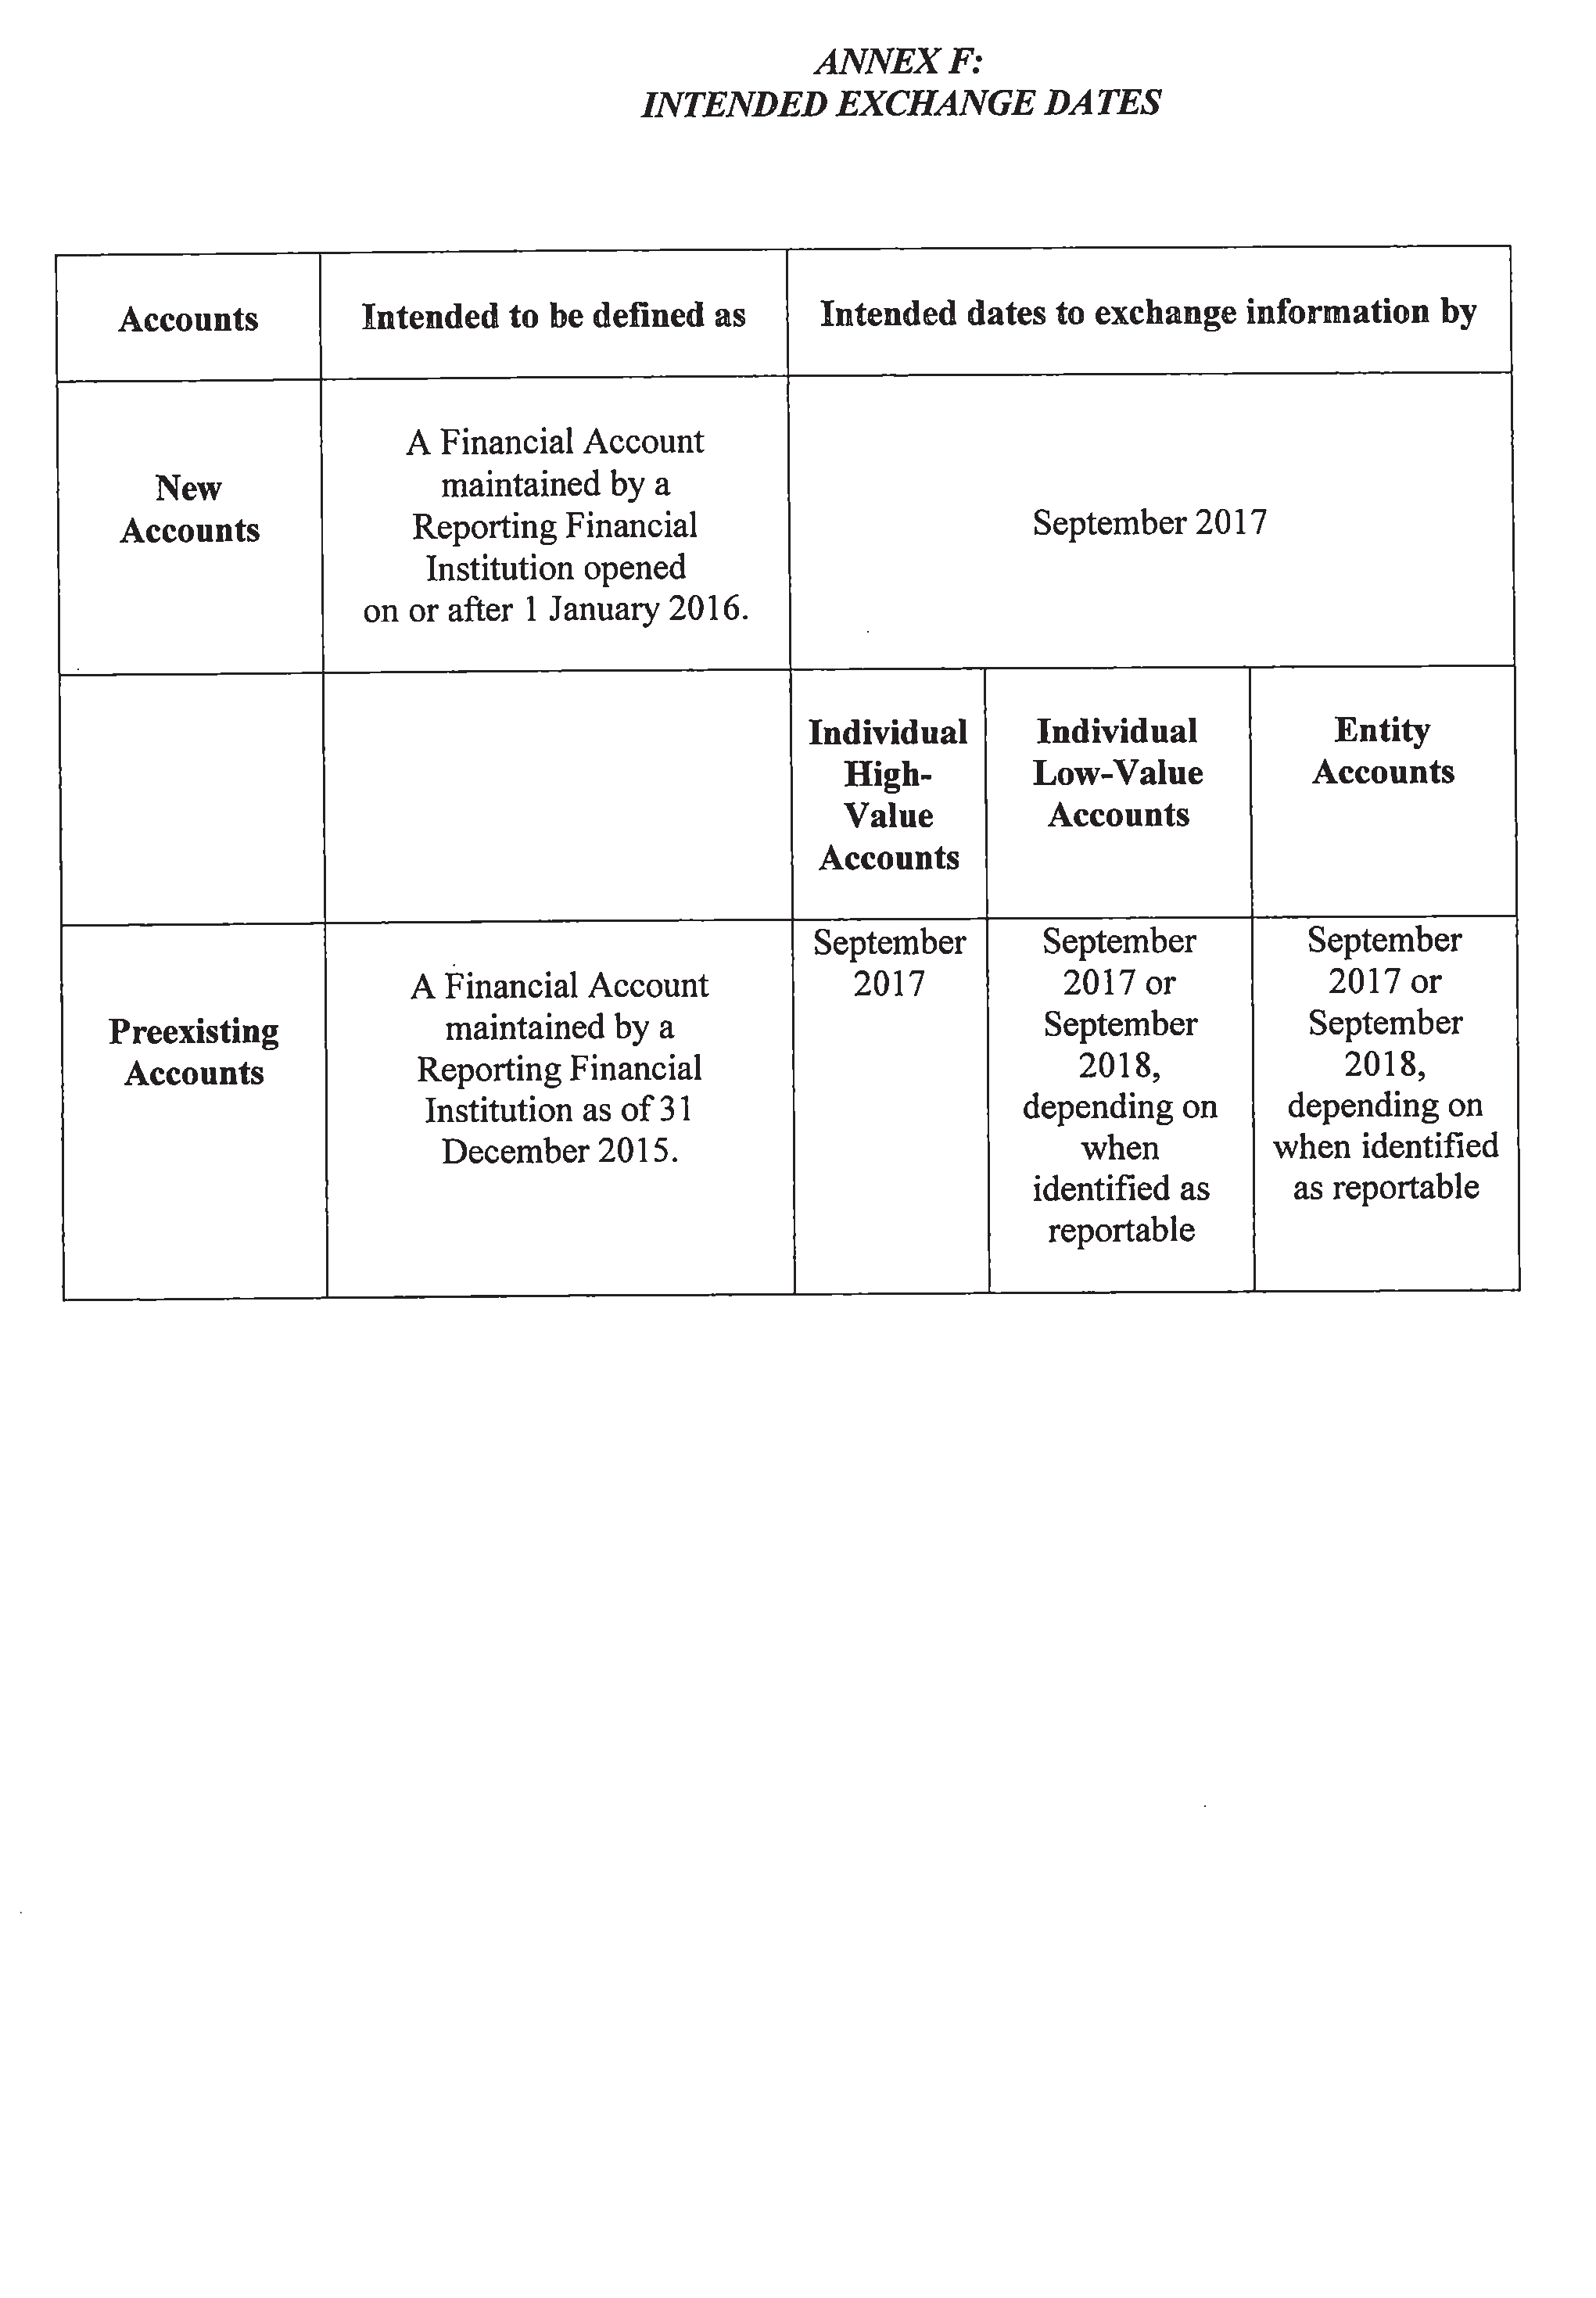 ANNEX F:
INTENDED EXCHANGE DATES
Accounts
Intended to be defined as
Intended dates to exchange information by
New
Accounts
A Financial Account
maintained by a
Reporting Financial
Institution opened
on or after 1 January 2016.
September 2017
Individual
High-
Value
Accounts
Individual
Low-Value
Accounts
Entity
Accounts
Preexisting
Accounts
A Financial Account
maintained by a
Reporting Financial
Institution as of 31
December 2015.
September
2017
September
2017 or
September
2018,
depending on
when
identified as
reportable
September
2017 or
September
2018,
depending on
when identified
as reportable